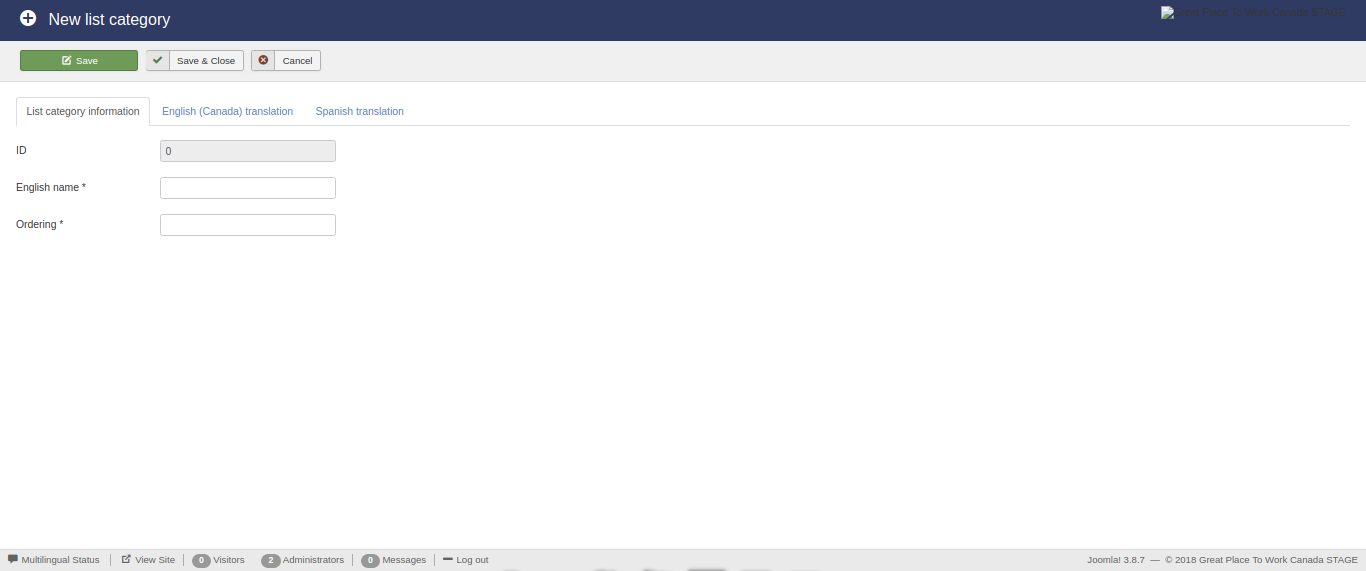 New list category
Great Place To Work Canada STAGE
Save
Save & Close
Cancel
List category information
English (Canada) translation
Spanish translation
ID
0
English name *
Ordering *
Multilingual Status
View Site
0 Visitors
2 Administrators
0 Messages
Log out
Joomla! 3.8.7 — © 2018 Great Place To Work Canada STAGE